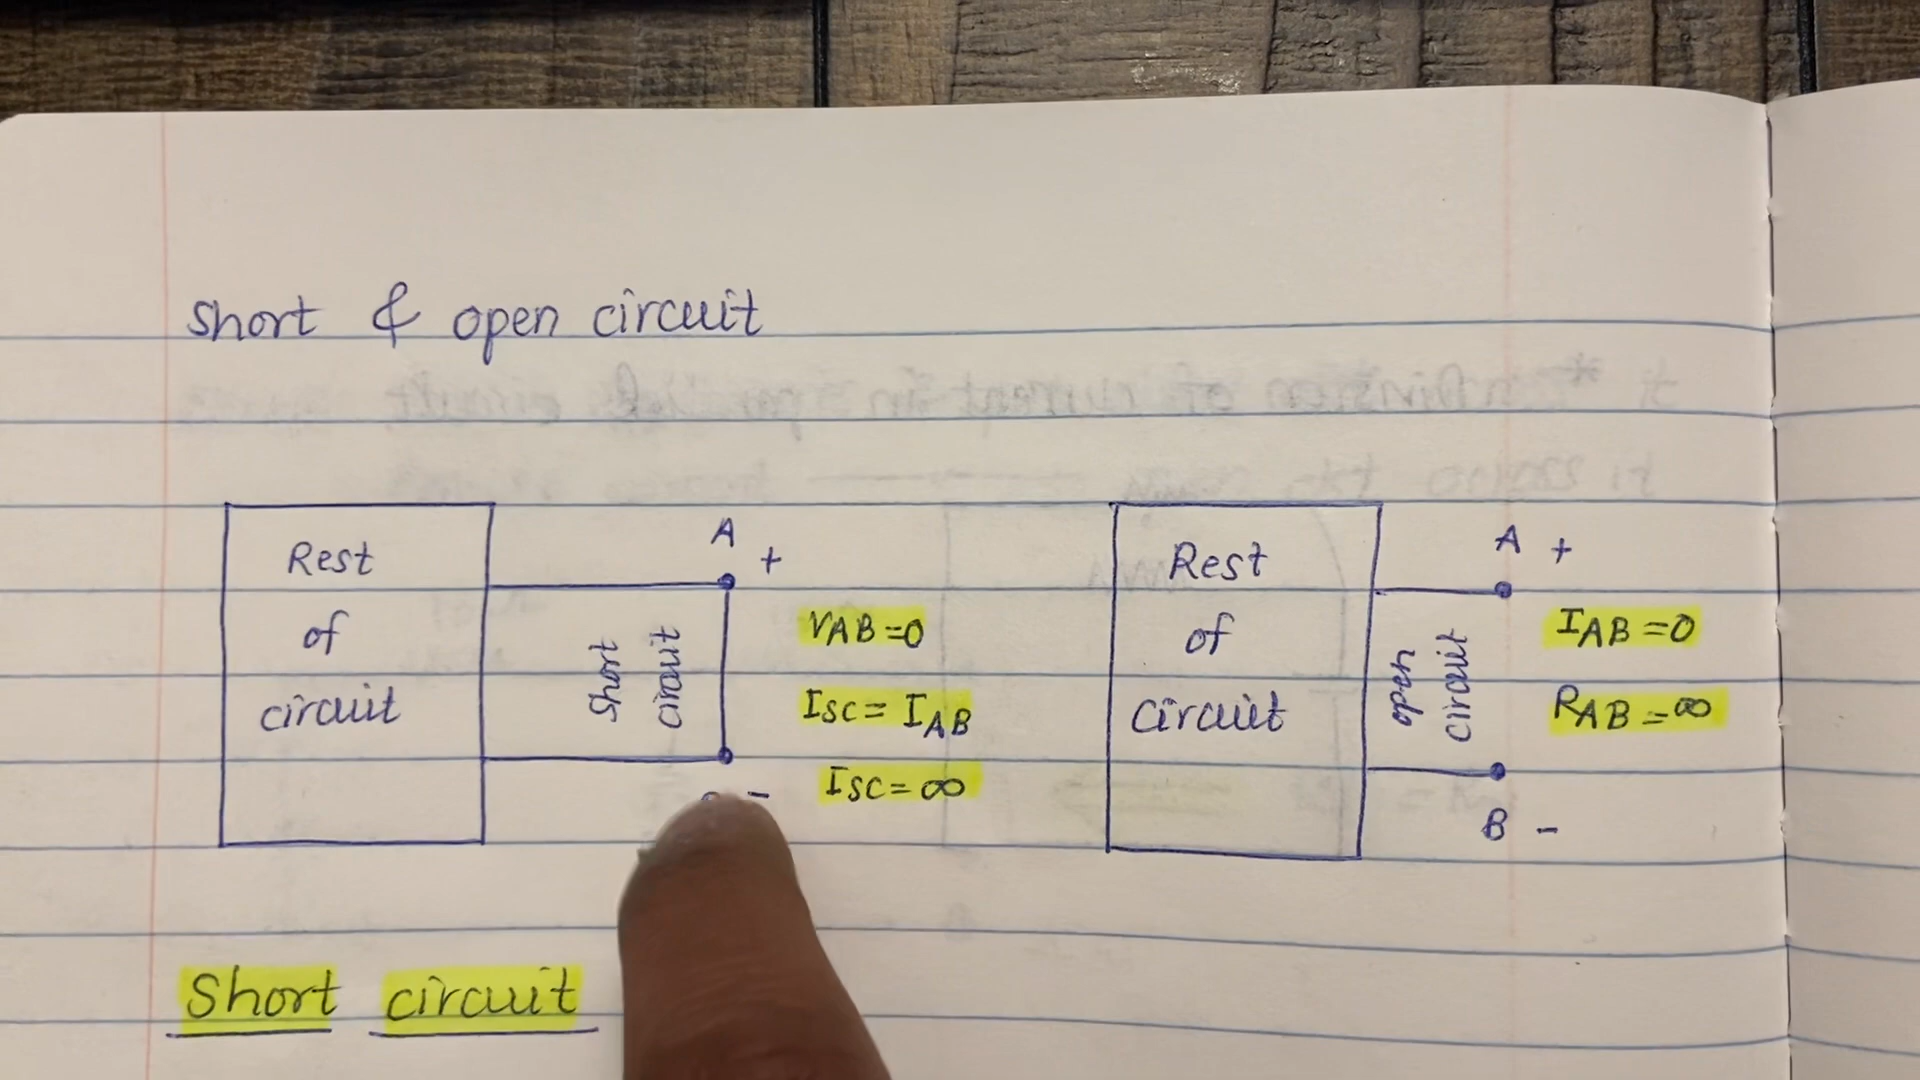 short & open circuit
Rest
of
circuit
short
circuit
A
+
VAB=0
ISC= IAB
ISC=∞
-
Rest
of
circuit
open
circuit
A +
IAB=0
RAB=∞
B -
Short circuit